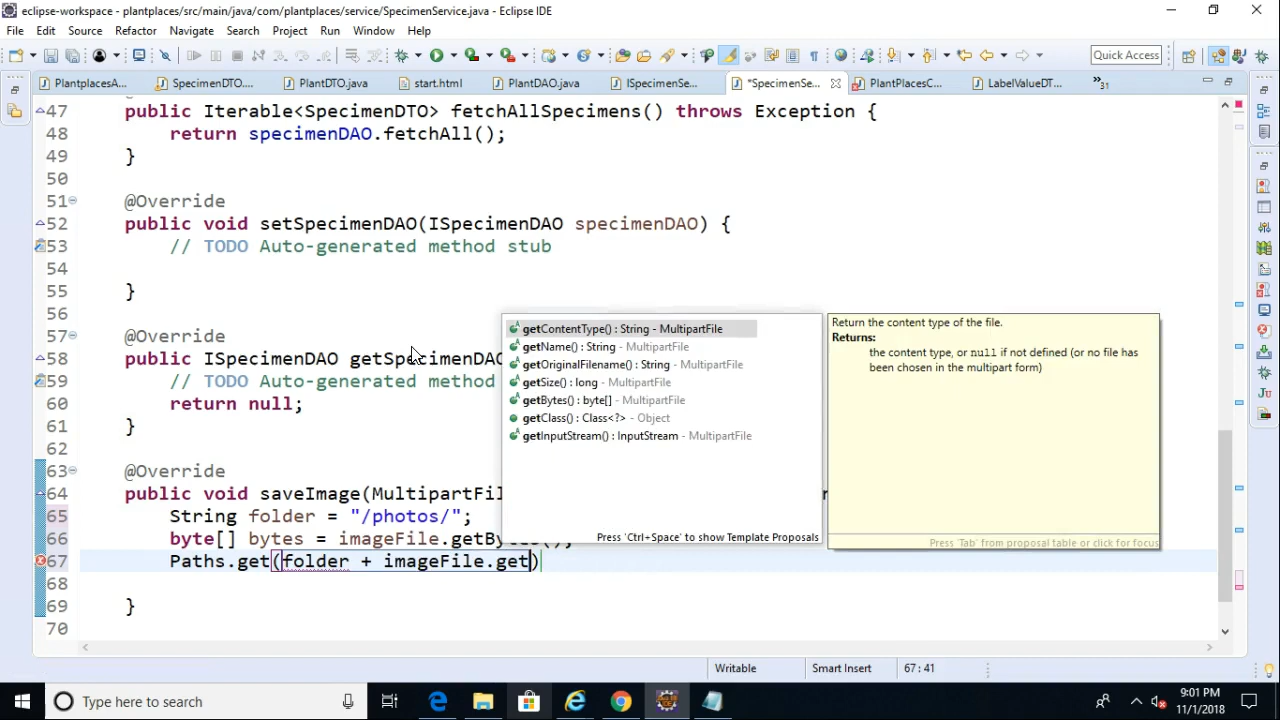 eclipse-workspace - plantplaces/src/main/java/com/plantplaces/service/SpecimenService.java - Eclipse IDE
File Edit Source Refactor Navigate Search Project Run Window Help
Quick Access
PlantplacesA...
SpecimenDTO....
PlantDTO.java
start.html
PlantDAO.java
ISpecimenSe...
*SpecimenSe...
PlantPlacesC...
LabelValueDT...
»31
47 public Iterable<SpecimenDTO> fetchAllSpecimens() throws Exception {
48 return specimenDAO.fetchAll();
49 }
50
51 @Override
52 public void setSpecimenDAO(ISpecimenDAO specimenDAO) {
53 // TODO Auto-generated method stub
54
55 }
56
57 @Override
58 public ISpecimenDAO getSpecimenDAO
59 // TODO Auto-generated method
60 return null;
61 }
62
63 @Override
64 public void saveImage(MultipartFil
65 String folder = "/photos/";
66 byte[] bytes = imageFile.getBytes();
67 Paths.get(folder + imageFile.get)
68
69 }
70
getContentType() : String - MultipartFile
getName() : String - MultipartFile
getOriginalFilename() : String - MultipartFile
getSize() : long - MultipartFile
getBytes() : byte[] - MultipartFile
getClass() : Class<?> - Object
getInputStream() : InputStream - MultipartFile
Press 'Ctrl+Space' to show Template Proposals
Return the content type of the file.
Returns:
the content type, or null if not defined (or no file has
been chosen in the multipart form)
Press 'Tab' from proposal table or click for focus
Writable
Smart Insert
67 : 41
Type here to search
9:01 PM
11/1/2018